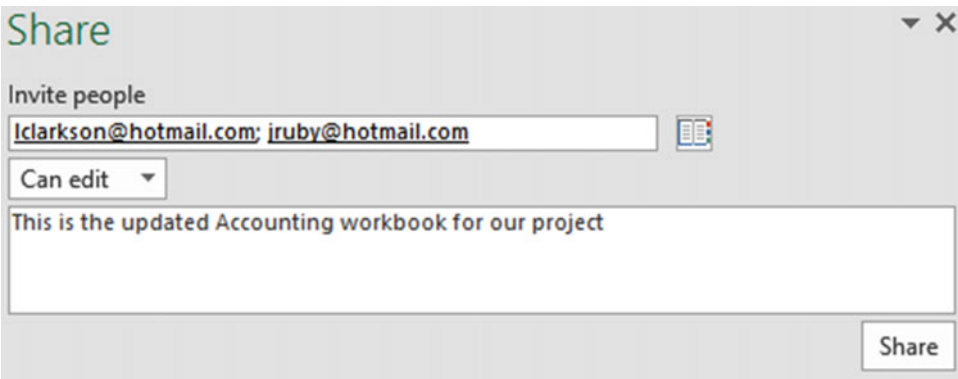 Share
Invite people
lclarkson@hotmail.com; jruby@hotmail.com
Can edit
This is the updated Accounting workbook for our project
Share